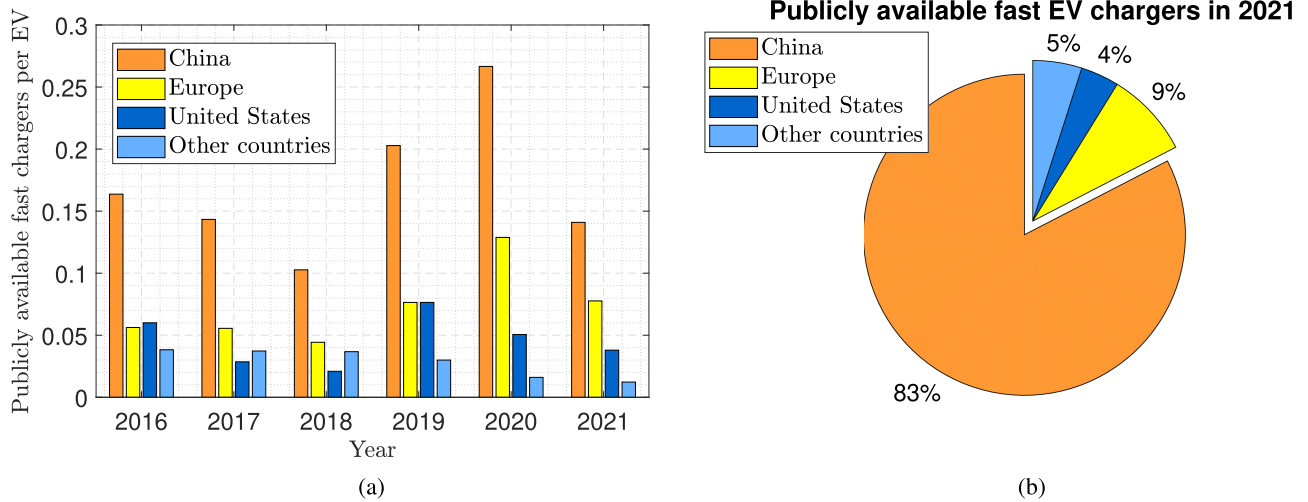 Publicly available fast chargers per EV
0.3
0.25
0.2
0.15
0.1
0.05
0
China
Europe
United States
Other countries
2016 2017 2018 2019 2020 2021
Year
(a)
Publicly available fast EV chargers in 2021
China
Europe
United States
Other countries
5%
4%
9%
83%
(b)